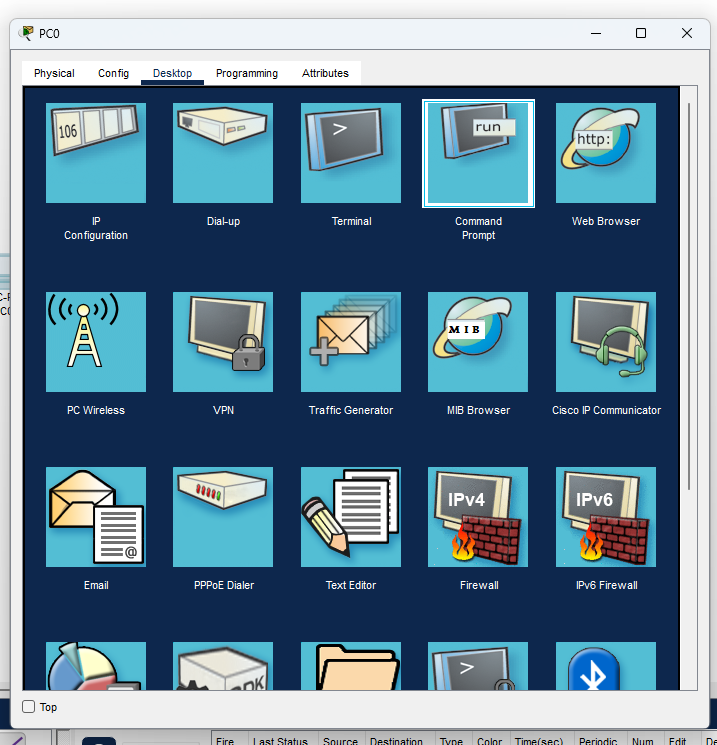 PC0
Physical Config Desktop Programming Attributes
106
>
run
http:
IP
Configuration
Dial-up
Terminal
Command
Prompt
Web Browser
MIB
PC Wireless
VPN
Traffic Generator
MIB Browser
Cisco IP Communicator
@
IPv4
IPv6
Email
PPPoE Dialer
Text Editor
Firewall
IPv6 Firewall
>
Top
Fire Last Status Source Destination Type Color Time(sec) Periodic Num Edit